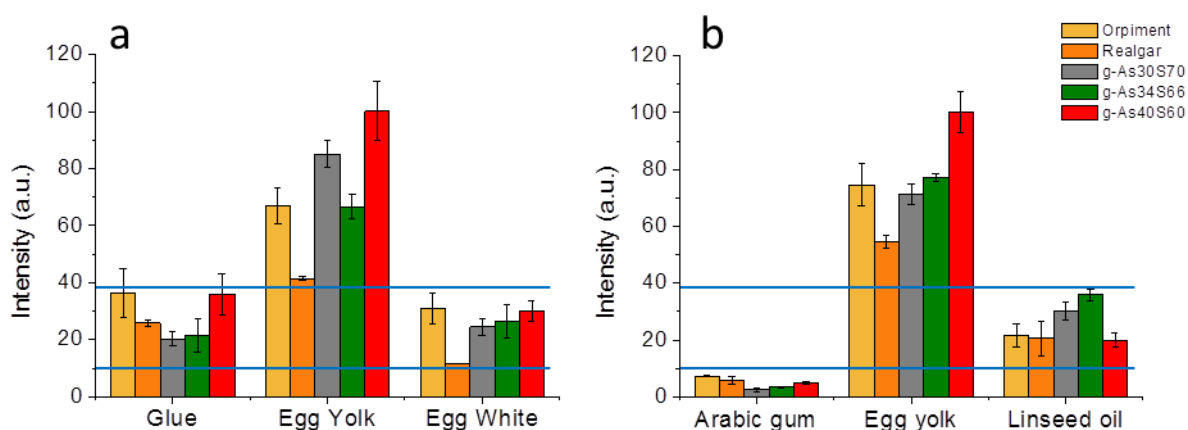 a
Intensity (a.u.)
120
100
80
60
40
20
0
Glue
Egg Yolk
Egg White
b
Intensity (a.u.)
120
100
80
60
40
20
0
Arabic gum
Egg yolk
Linseed oil
Orpiment
Realgar
g-As30S70
g-As34S66
g-As40S60